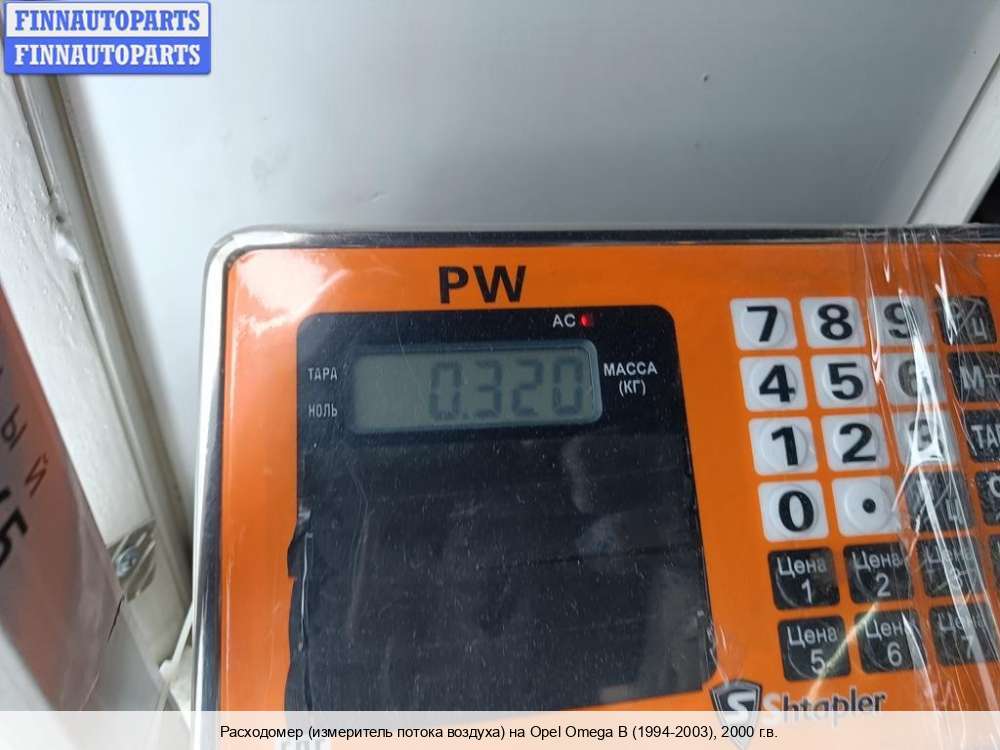 FINNAUTOPARTS
FINNAUTOPARTS
PW
AC
ТАРА
НОЛЬ
0.320
МАССА
(КГ)
7 8 9
4 5 6 М+
1 2
0 .
Цена 1
Цена 2
Цена 5
Цена 6
7
ый
Shtapler
Расходомер (измеритель потока воздуха) на Opel Omega B (1994-2003), 2000 г.в.